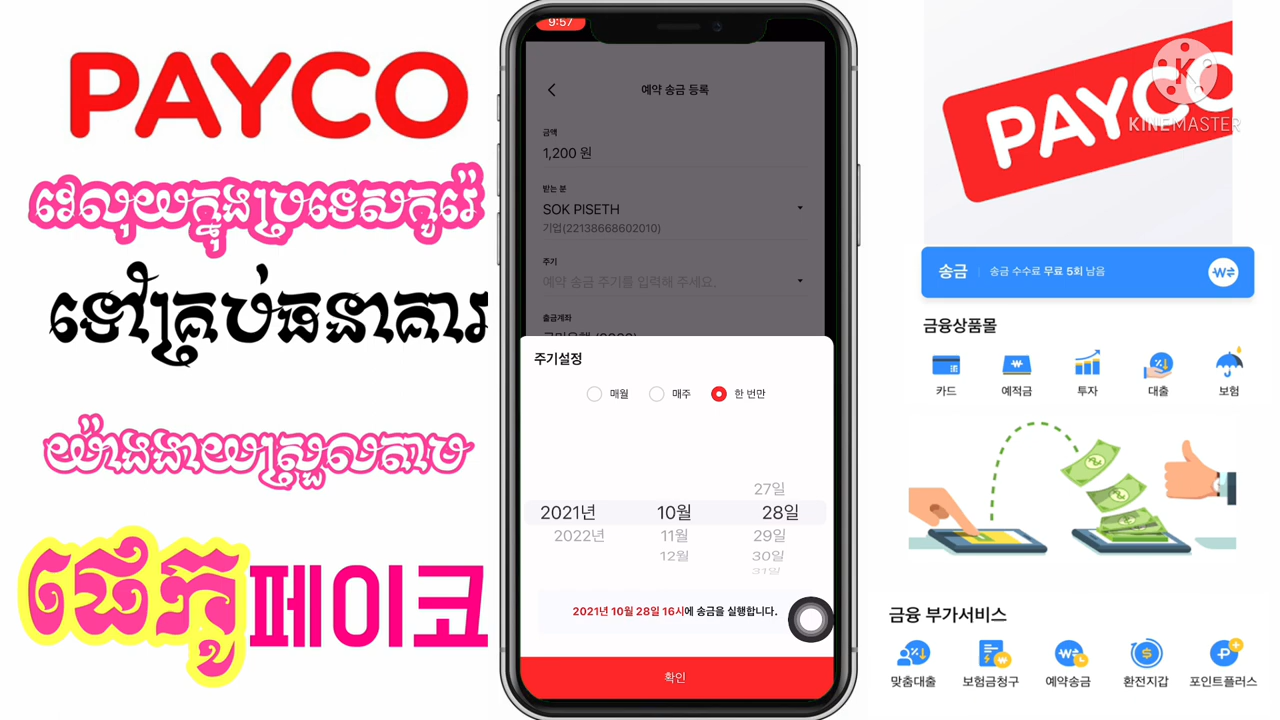 PAYCO
វេលុយក្នុងប្រទេសកូរ៉េ
ទៅគ្រប់ធនាគារ
យ៉ាងងាយស្រួលតាម
ផេកូ 페이코
9:57
예약 송금 등록
금액
1,200 원
받는 분
SOK PISETH
기업(22138668602010)
주기
예약 송금 주기를 입력해 주세요.
출금계좌
주기설정
매월 매주 한 번만
27일
2021년 10월 28일
2022년 11월 29일
12월 30일
31일
2021년 10월 28일 16시에 송금을 실행합니다.
확인
PAYCO
KINEMASTER
송금 송금 수수료 무료 5회 남음
금융상품몰
카드 예적금 투자 대출 보험
금융 부가서비스
맞춤대출 보험금청구 예약송금 환전지갑 포인트플러스